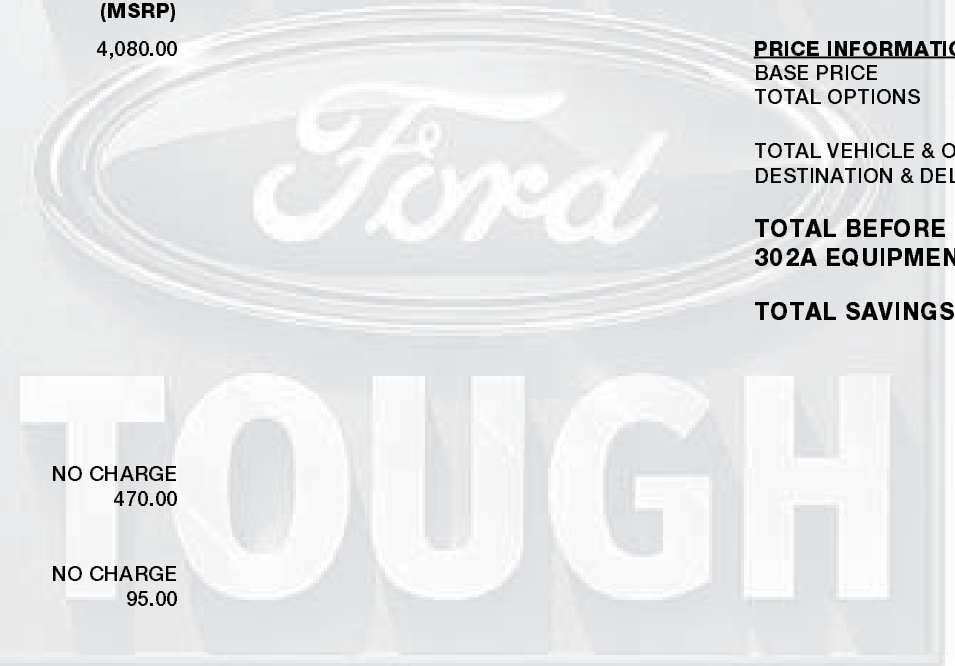 (MSRP)
4,080.00
PRICE INFORMATIO
BASE PRICE
TOTAL OPTIONS
TOTAL VEHICLE & O
DESTINATION & DEL
TOTAL BEFORE
302A EQUIPMEN
TOTAL SAVINGS
Ford
TOUGH
NO CHARGE
470.00
NO CHARGE
95.00